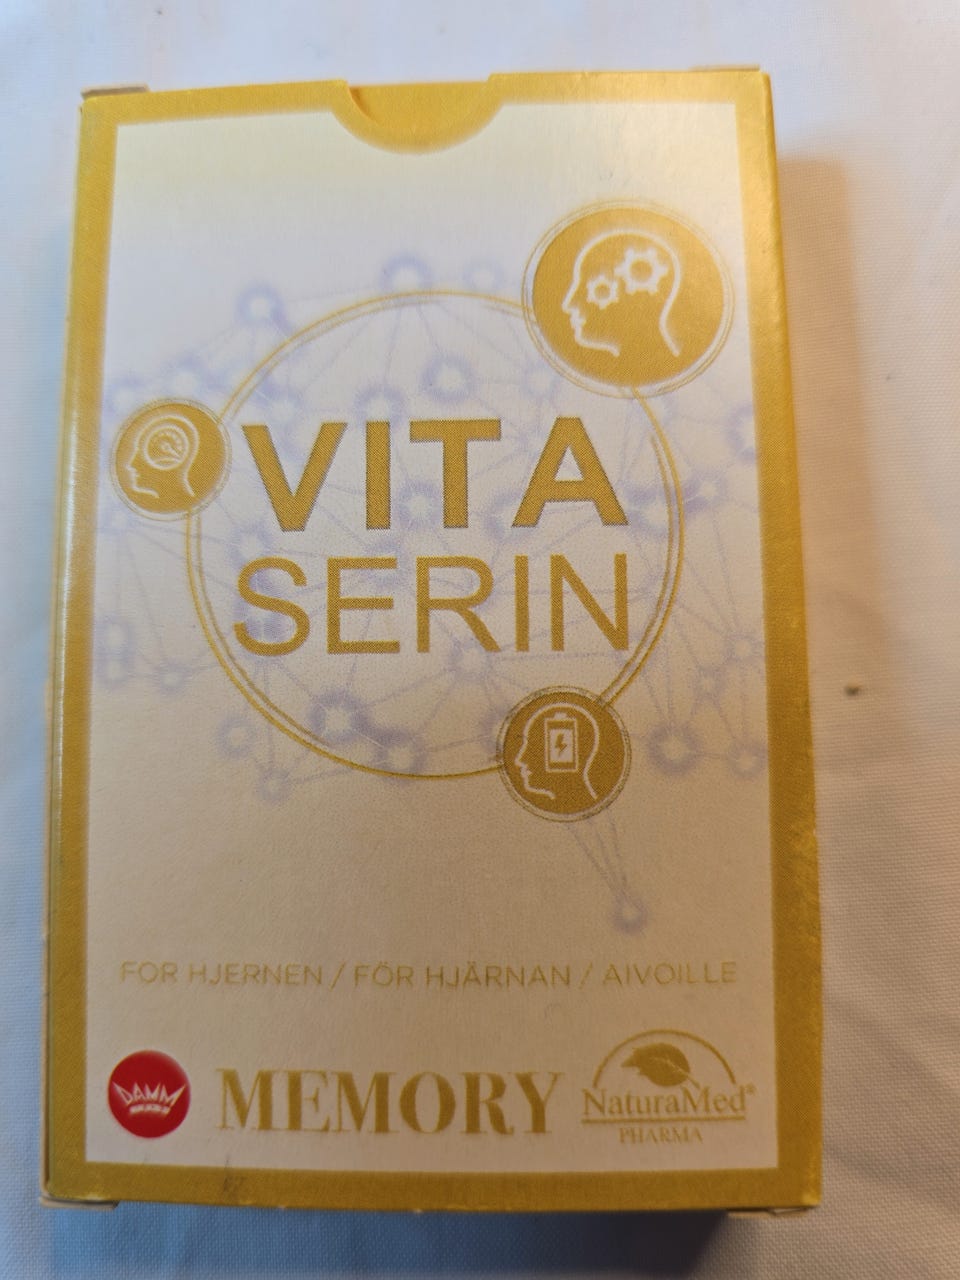 VITA
SERIN
FOR HJERNEN / FÖR HJÄRNAN / AIVOILLE
DAMM
MEMORY
NaturaMed®
PHARMA